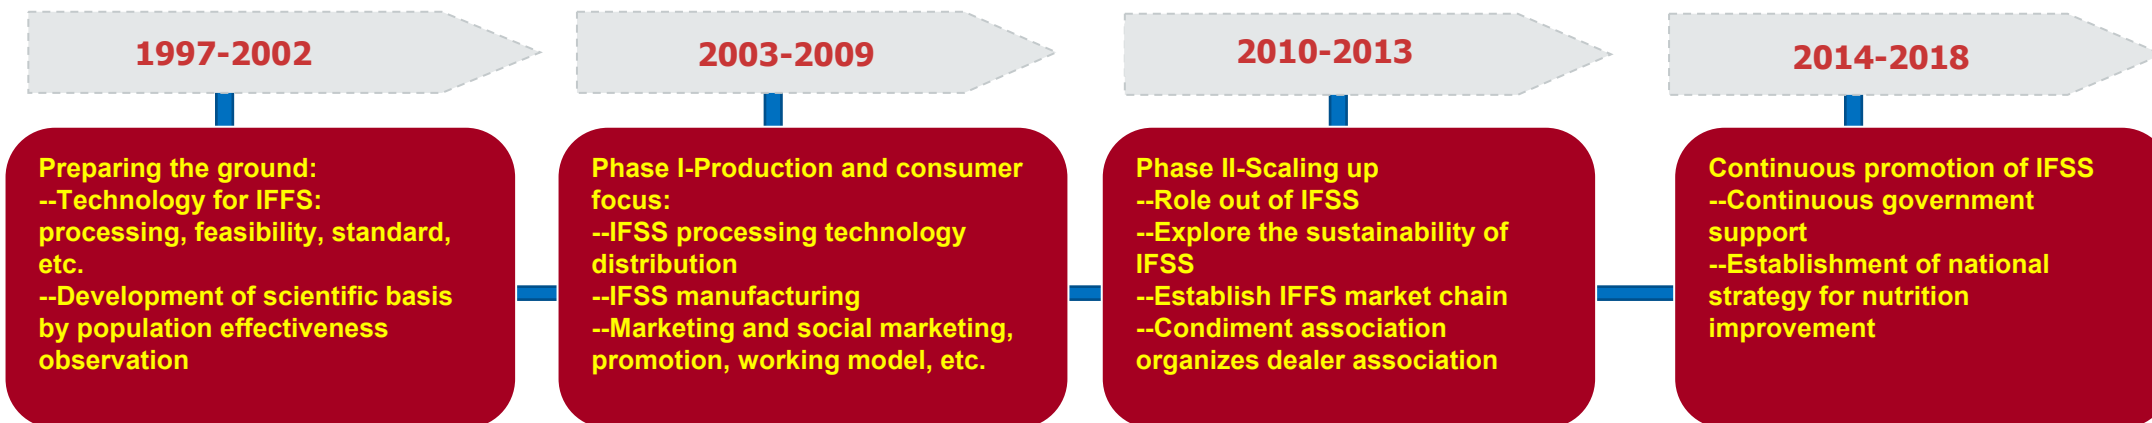 1997-2002
Preparing the ground:
--Technology for IFFS:
processing, feasibility, standard,
etc.
--Development of scientific basis
by population effectiveness
observation
2003-2009
Phase I-Production and consumer
focus:
--IFSS processing technology
distribution
--IFSS manufacturing
--Marketing and social marketing,
promotion, working model, etc.
2010-2013
Phase II-Scaling up
--Role out of IFSS
--Explore the sustainability of
IFSS
--Establish IFFS market chain
--Condiment association
organizes dealer association
2014-2018
Continuous promotion of IFSS
--Continuous government
support
--Establishment of national
strategy for nutrition
improvement